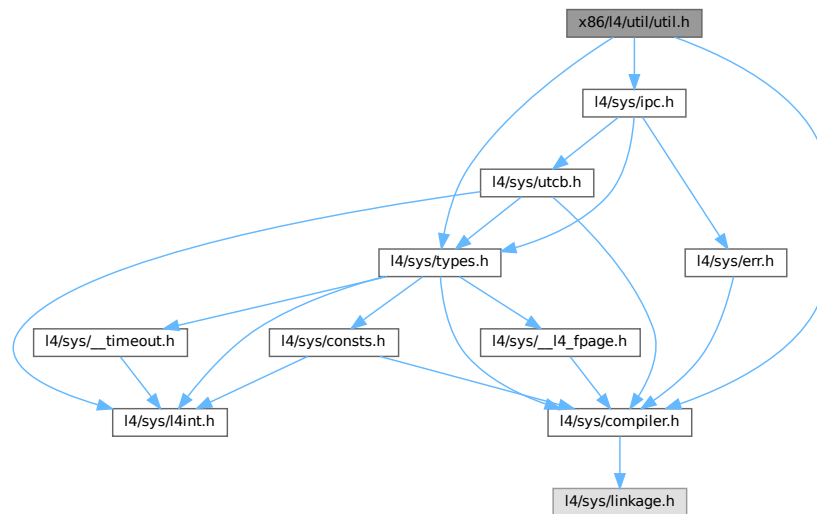 x86/l4/util/util.h
l4/sys/ipc.h
l4/sys/utcb.h
l4/sys/types.h
l4/sys/err.h
l4/sys/__timeout.h
l4/sys/consts.h
l4/sys/__l4_fpage.h
l4/sys/l4int.h
l4/sys/compiler.h
l4/sys/linkage.h